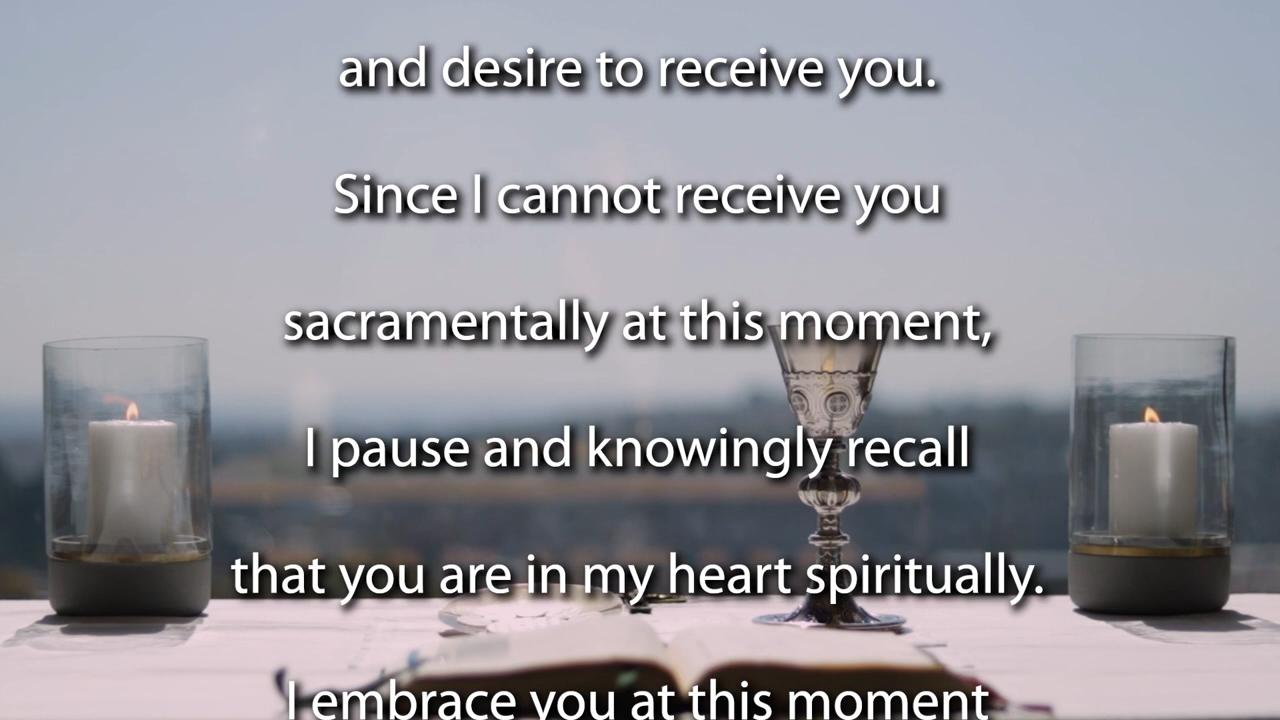 and desire to receive you.
Since I cannot receive you
sacramentally at this moment,
I pause and knowingly recall
that you are in my heart spiritually.
I embrace you at this moment